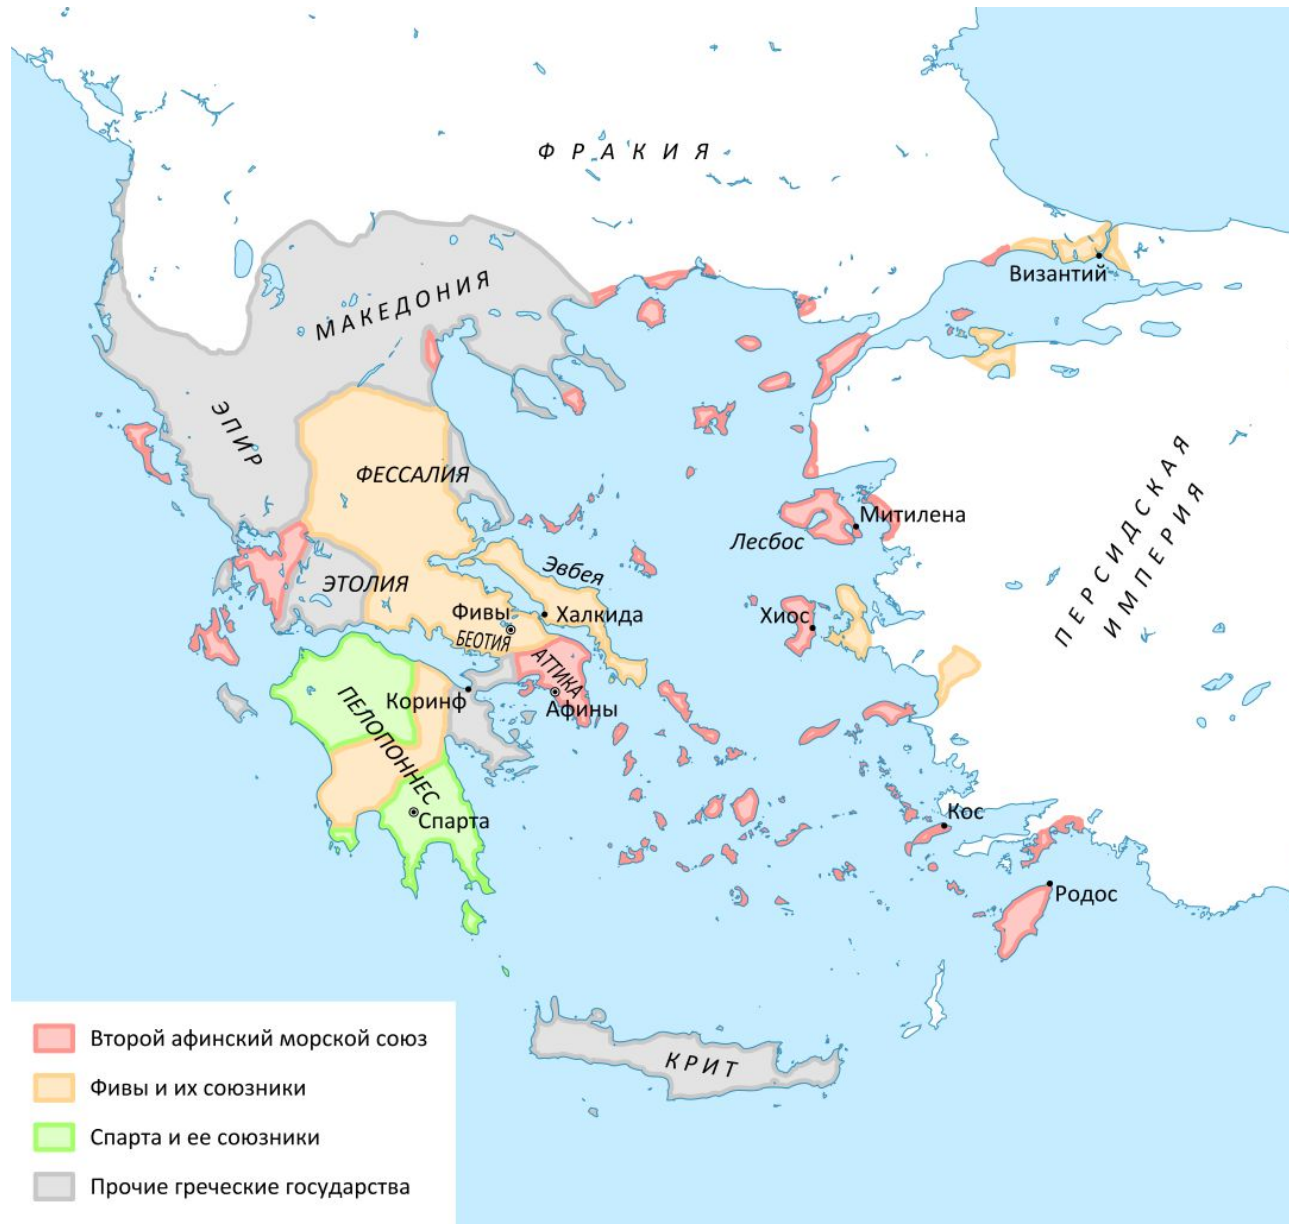 ФРАКИЯ
Византий
МАКЕДОНИЯ
ЭПИР
ФЕССАЛИЯ
ПЕРСИДСКАЯ
ИМПЕРИЯ
Митилена
Лесбос
Эвбея
ЭТОЛИЯ
Фивы
Халкида
Хиос
БЕОТИЯ
АТТИКА
Коринф
Афины
ПЕЛОПОННЕС
Спарта
Кос
Родос
КРИТ
Второй афинский морской союз
Фивы и их союзники
Спарта и ее союзники
Прочие греческие государства